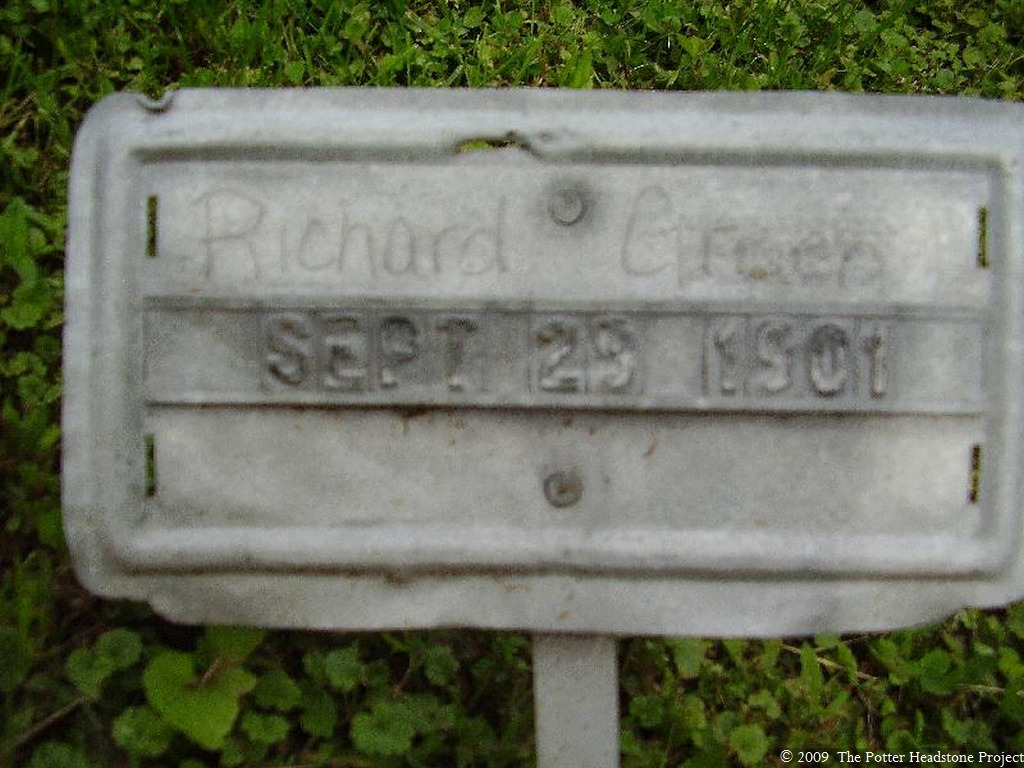 Richard Green
SEPT 29 1901
© 2009 The Potter Headstone Project